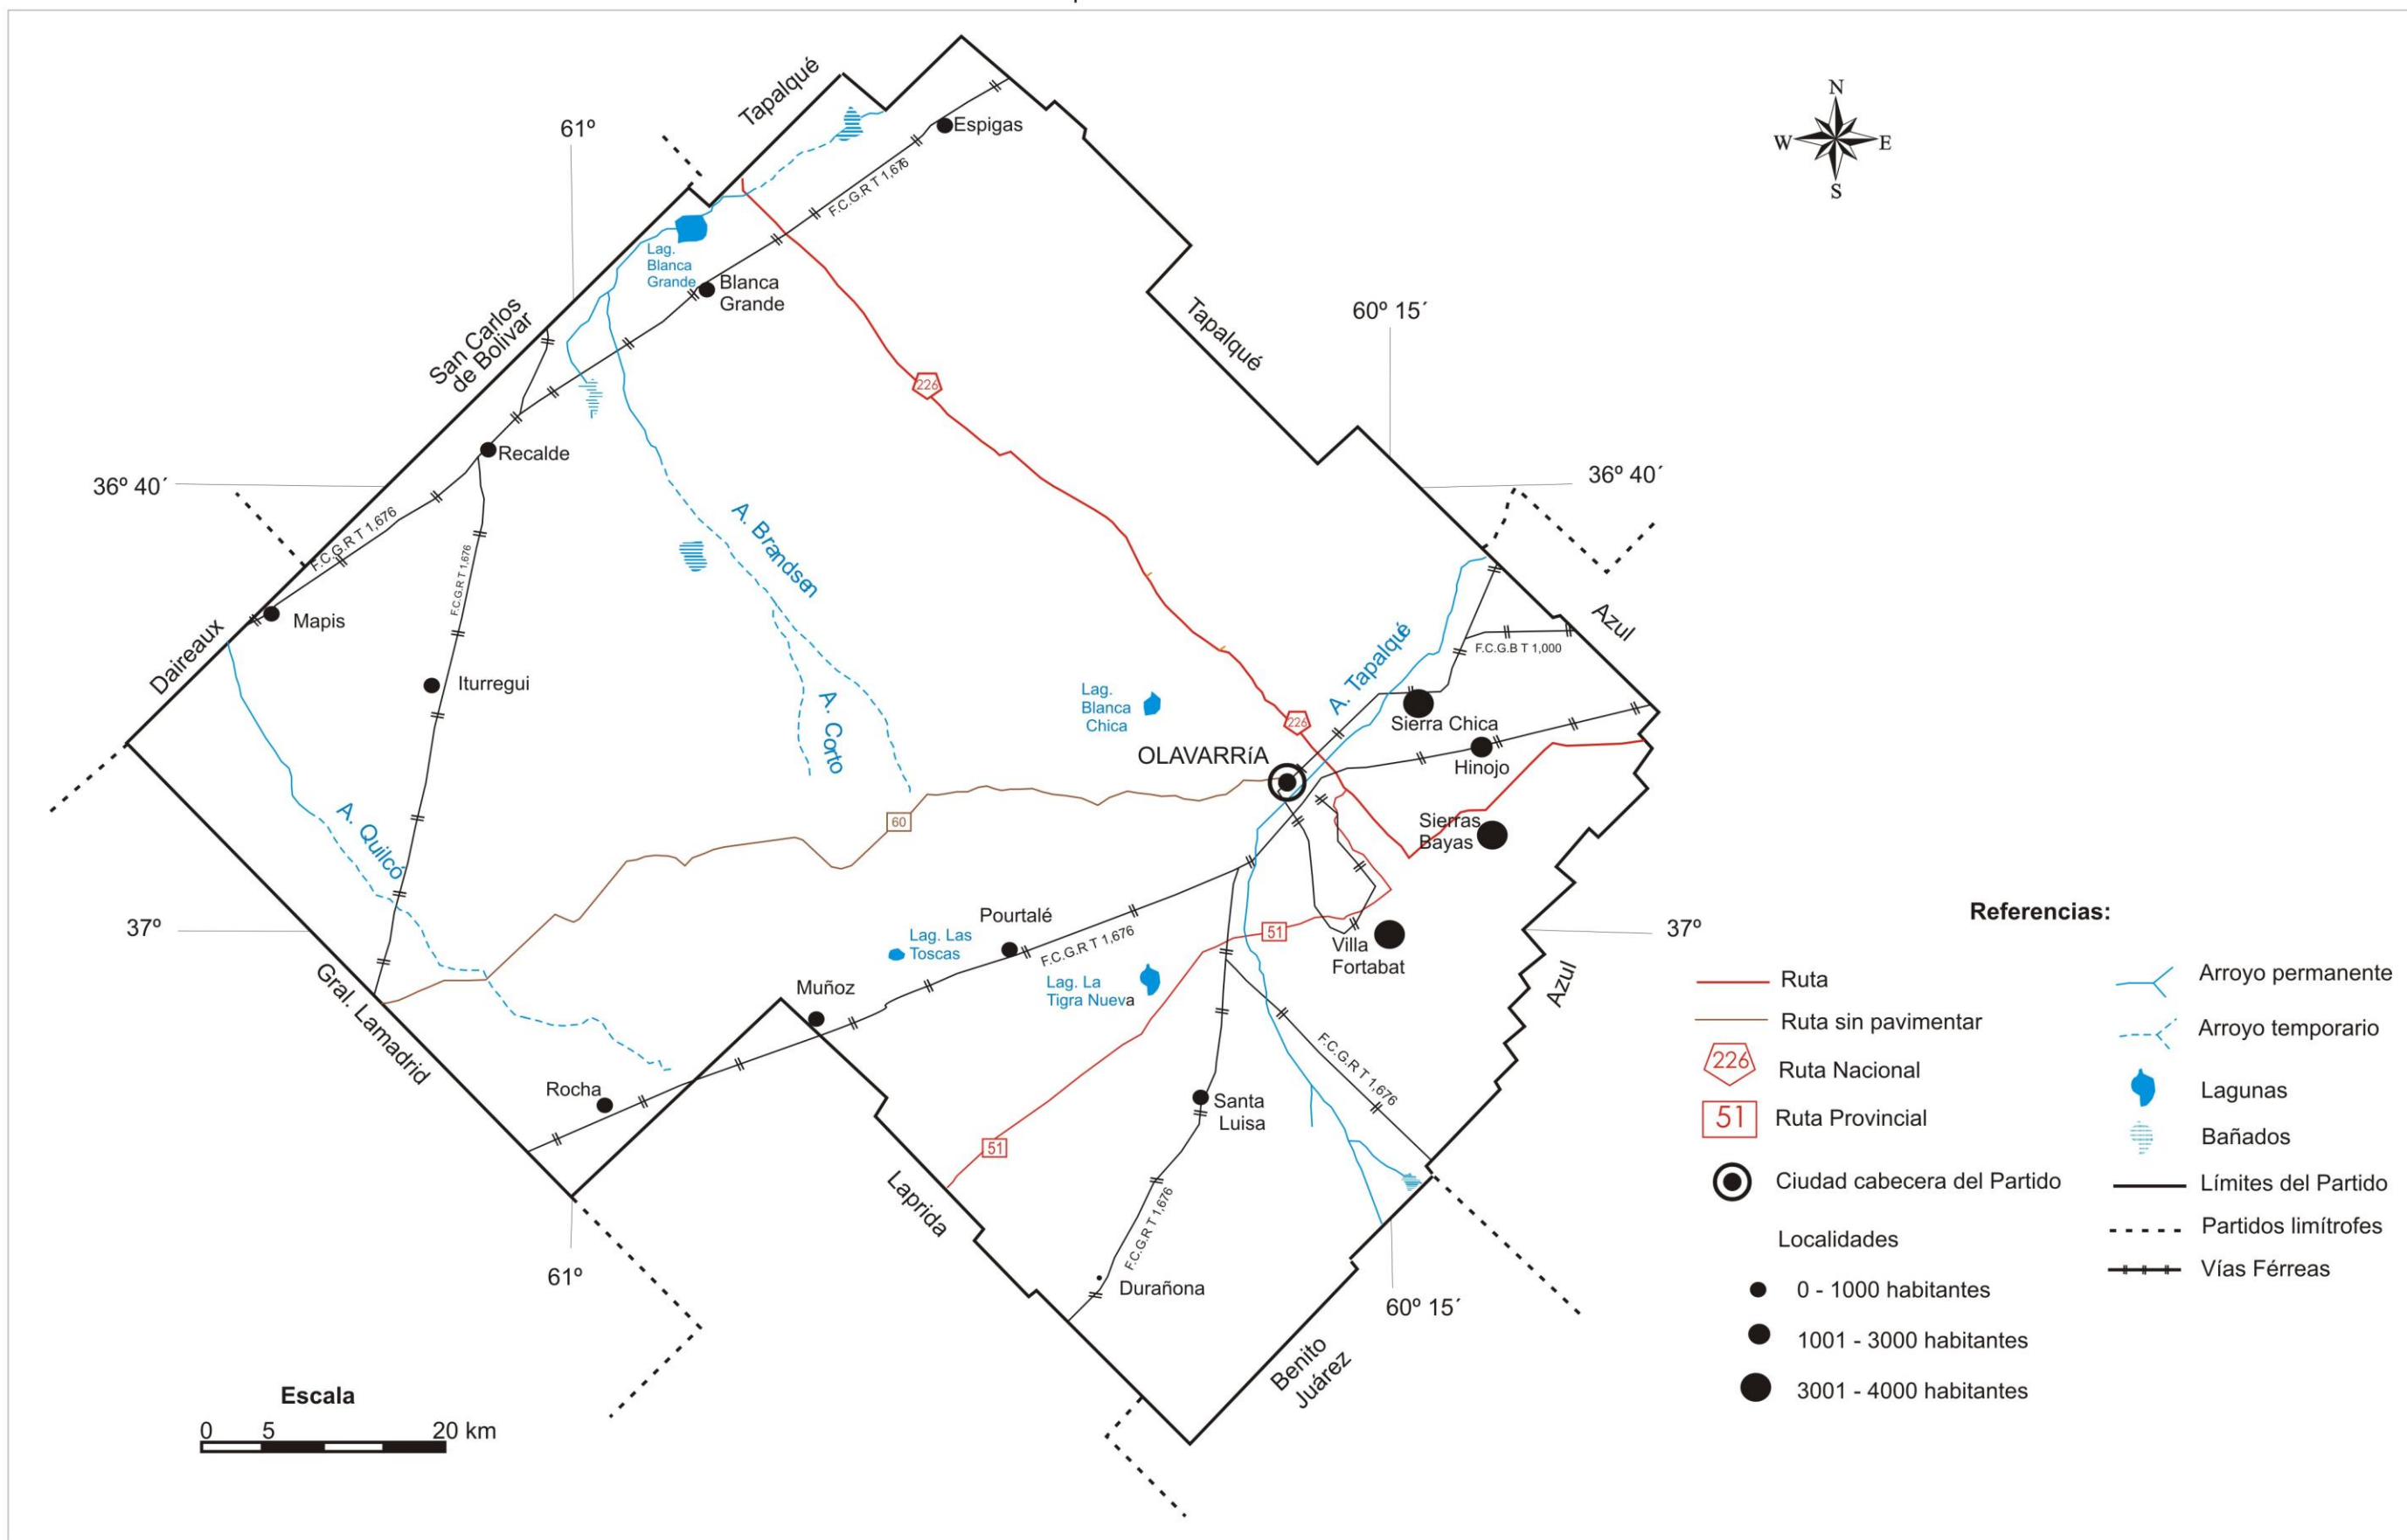 Tapalqué
61º
Espigas
F.C.G.R T 1,676
N
W
E
S
Lag.
Blanca
Grande
Blanca
Grande
San Carlos
de Bolivar
60º 15´
Tapalqué
226
Recalde
36º 40´
36º 40´
F.C.G.R T 1,676
F.C.G.R.T 1,676
A. Brandsen
Mapis
Daireaux
Azul
F.C.G.B T 1,000
A. Tapalqué
Iturregui
Lag.
Blanca
Chica
A. Corto
226
Sierra Chica
OLAVARRíA
Hinojo
60
Sierras
Bayas
A. Quilcó
37º
Pourtalé
Lag. Las
Toscas
F.C.G.R T 1,676
51
Villa
Fortabat
37º
Azul
Gral. Lamadrid
Muñoz
Lag. La
Tigra Nueva
Rocha
F.C.G.R T 1,676
Santa
Luisa
51
Laprida
F.C.G.R T 1,676
Durañona
61º
60º 15´
Benito
Juárez
Escala
0 5 20 km
Referencias:
Ruta
Ruta sin pavimentar
226 Ruta Nacional
51 Ruta Provincial
Ciudad cabecera del Partido
Localidades
0 - 1000 habitantes
1001 - 3000 habitantes
3001 - 4000 habitantes
Arroyo permanente
Arroyo temporario
Lagunas
Bañados
Límites del Partido
Partidos limítrofes
Vías Férreas